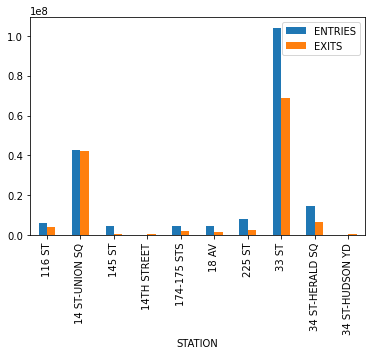 1e8
ENTRIES
EXITS
1.0
0.8
0.6
0.4
0.2
0.0
116 ST
14 ST-UNION SQ
145 ST
14TH STREET
174-175 STS
18 AV
225 ST
33 ST
34 ST-HERALD SQ
34 ST-HUDSON YD
STATION